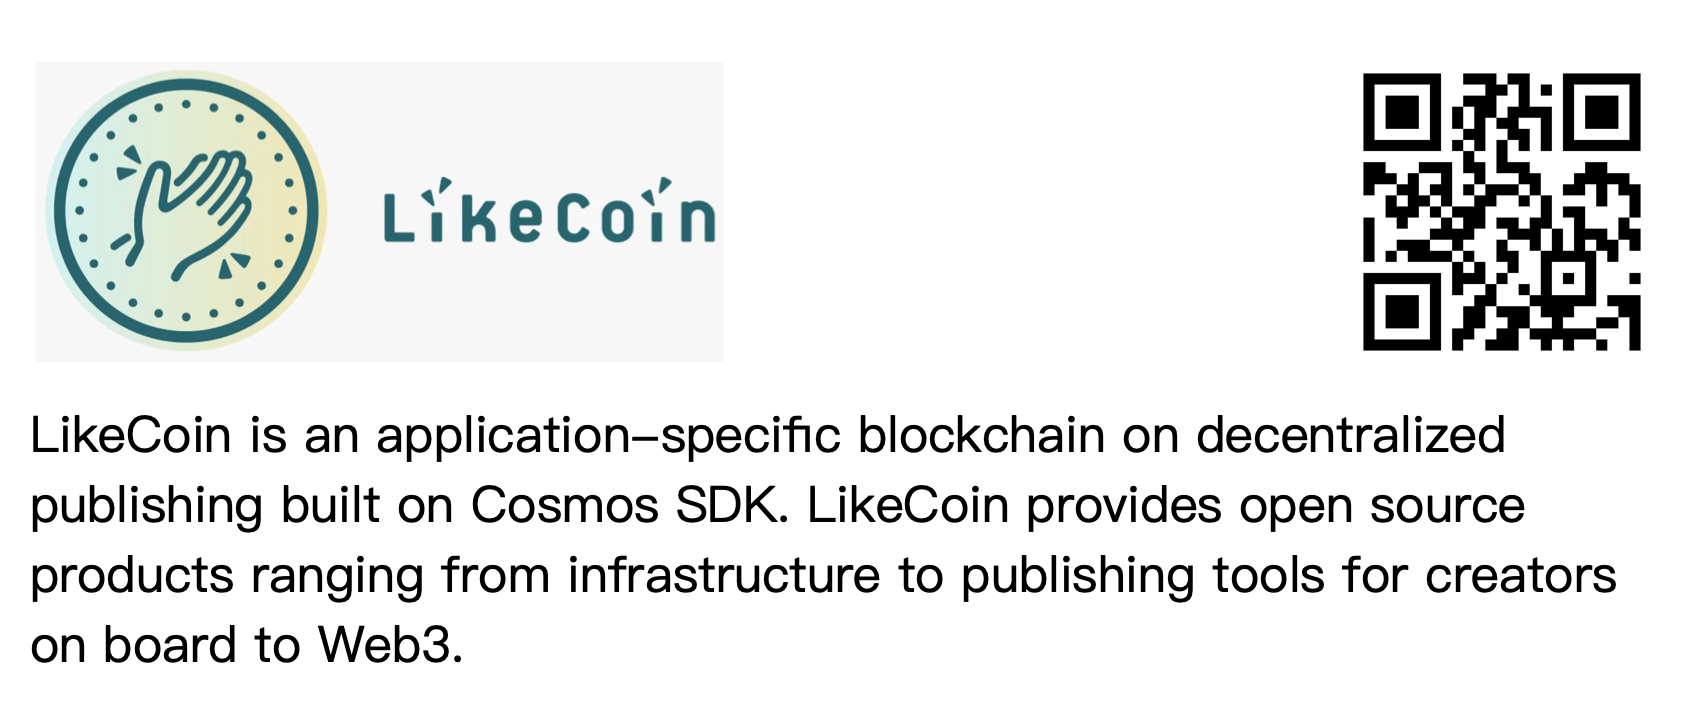 LikeCoin
LikeCoin is an application–specific blockchain on decentralized
publishing built on Cosmos SDK. LikeCoin provides open source
products ranging from infrastructure to publishing tools for creators
on board to Web3.